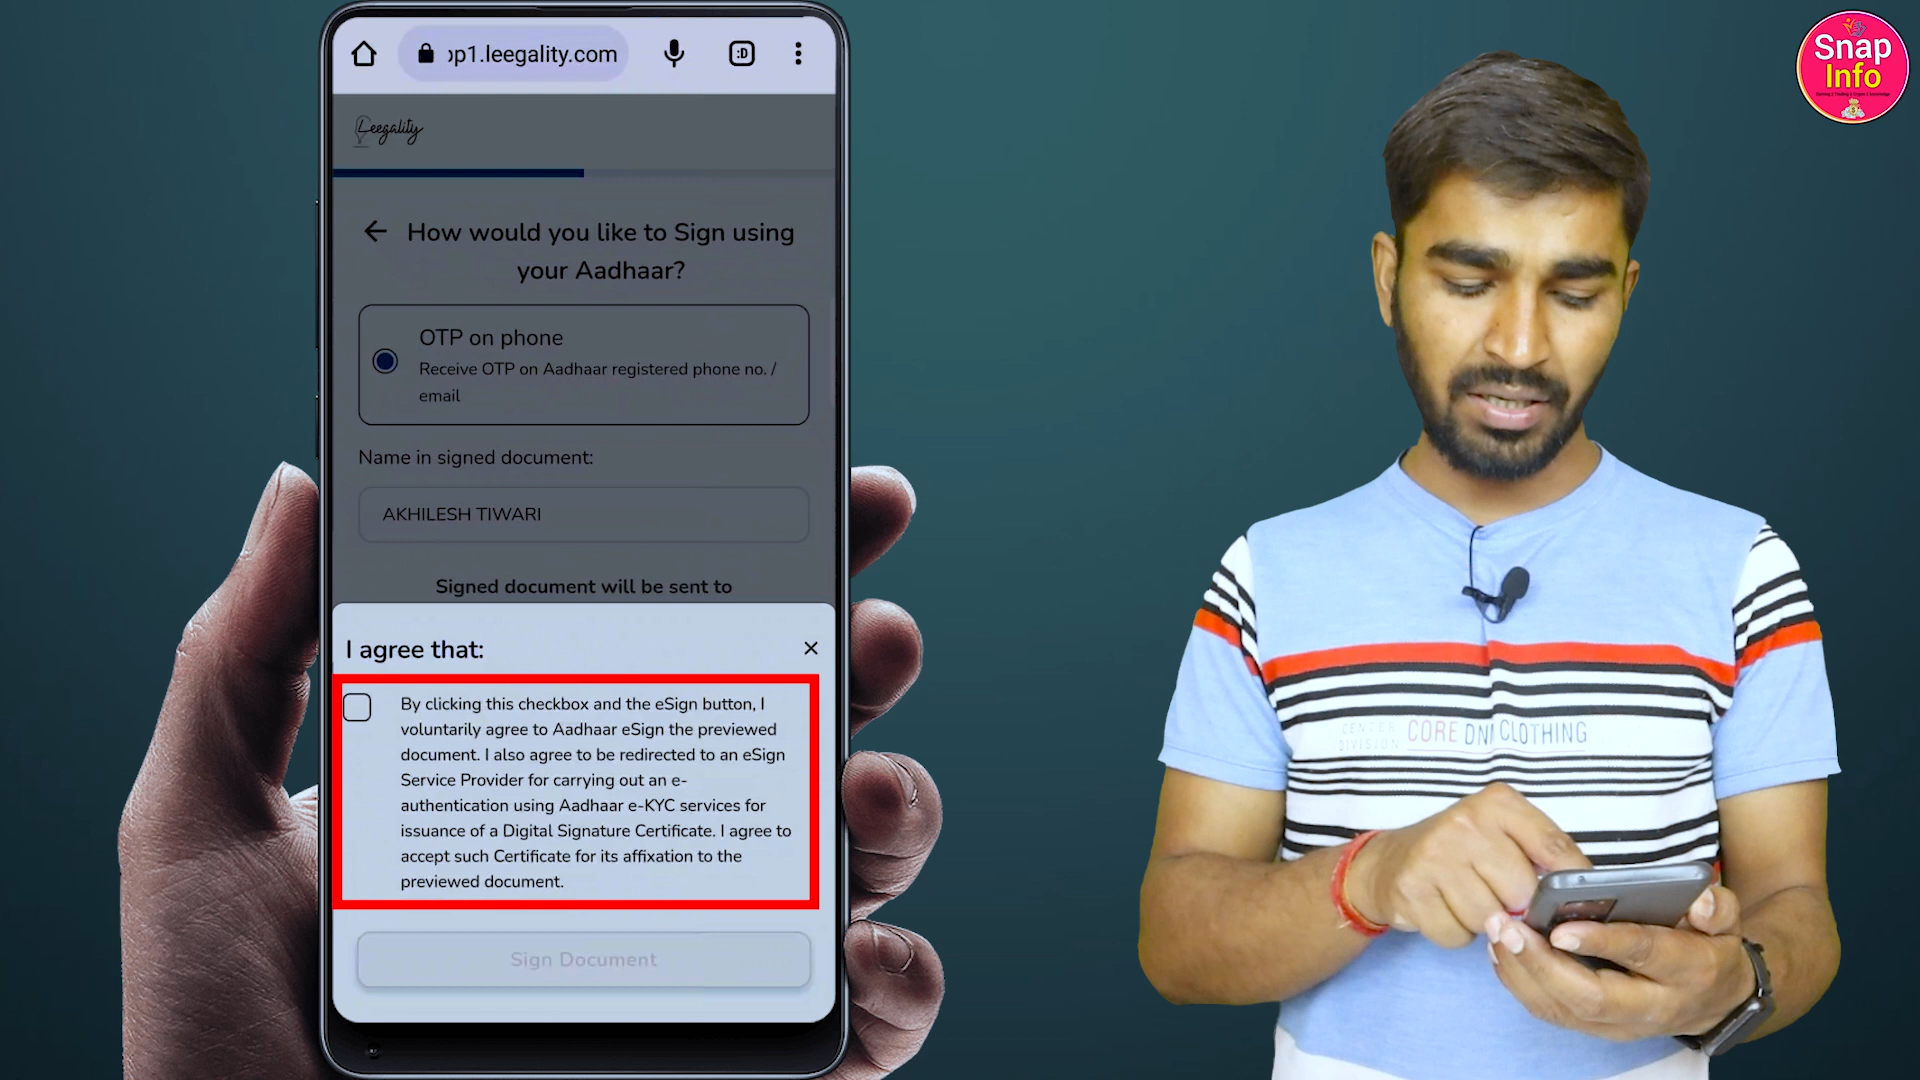 Snap
Info
:D
op1.leegality.com
Leegality
How would you like to Sign using
your Aadhaar?
OTP on phone
Receive OTP on Aadhaar registered phone no. /
email
Name in signed document:
AKHILESH TIWARI
Signed document will be sent to
I agree that:
By clicking this checkbox and the eSign button, I
voluntarily agree to Aadhaar eSign the previewed
document. I also agree to be redirected to an eSign
Service Provider for carrying out an e-
authentication using Aadhaar e-KYC services for
issuance of a Digital Signature Certificate. I agree to
accept such Certificate for its affixation to the
previewed document.
Sign Document
CENTER CORE DNI CLOTHING
DIVISION